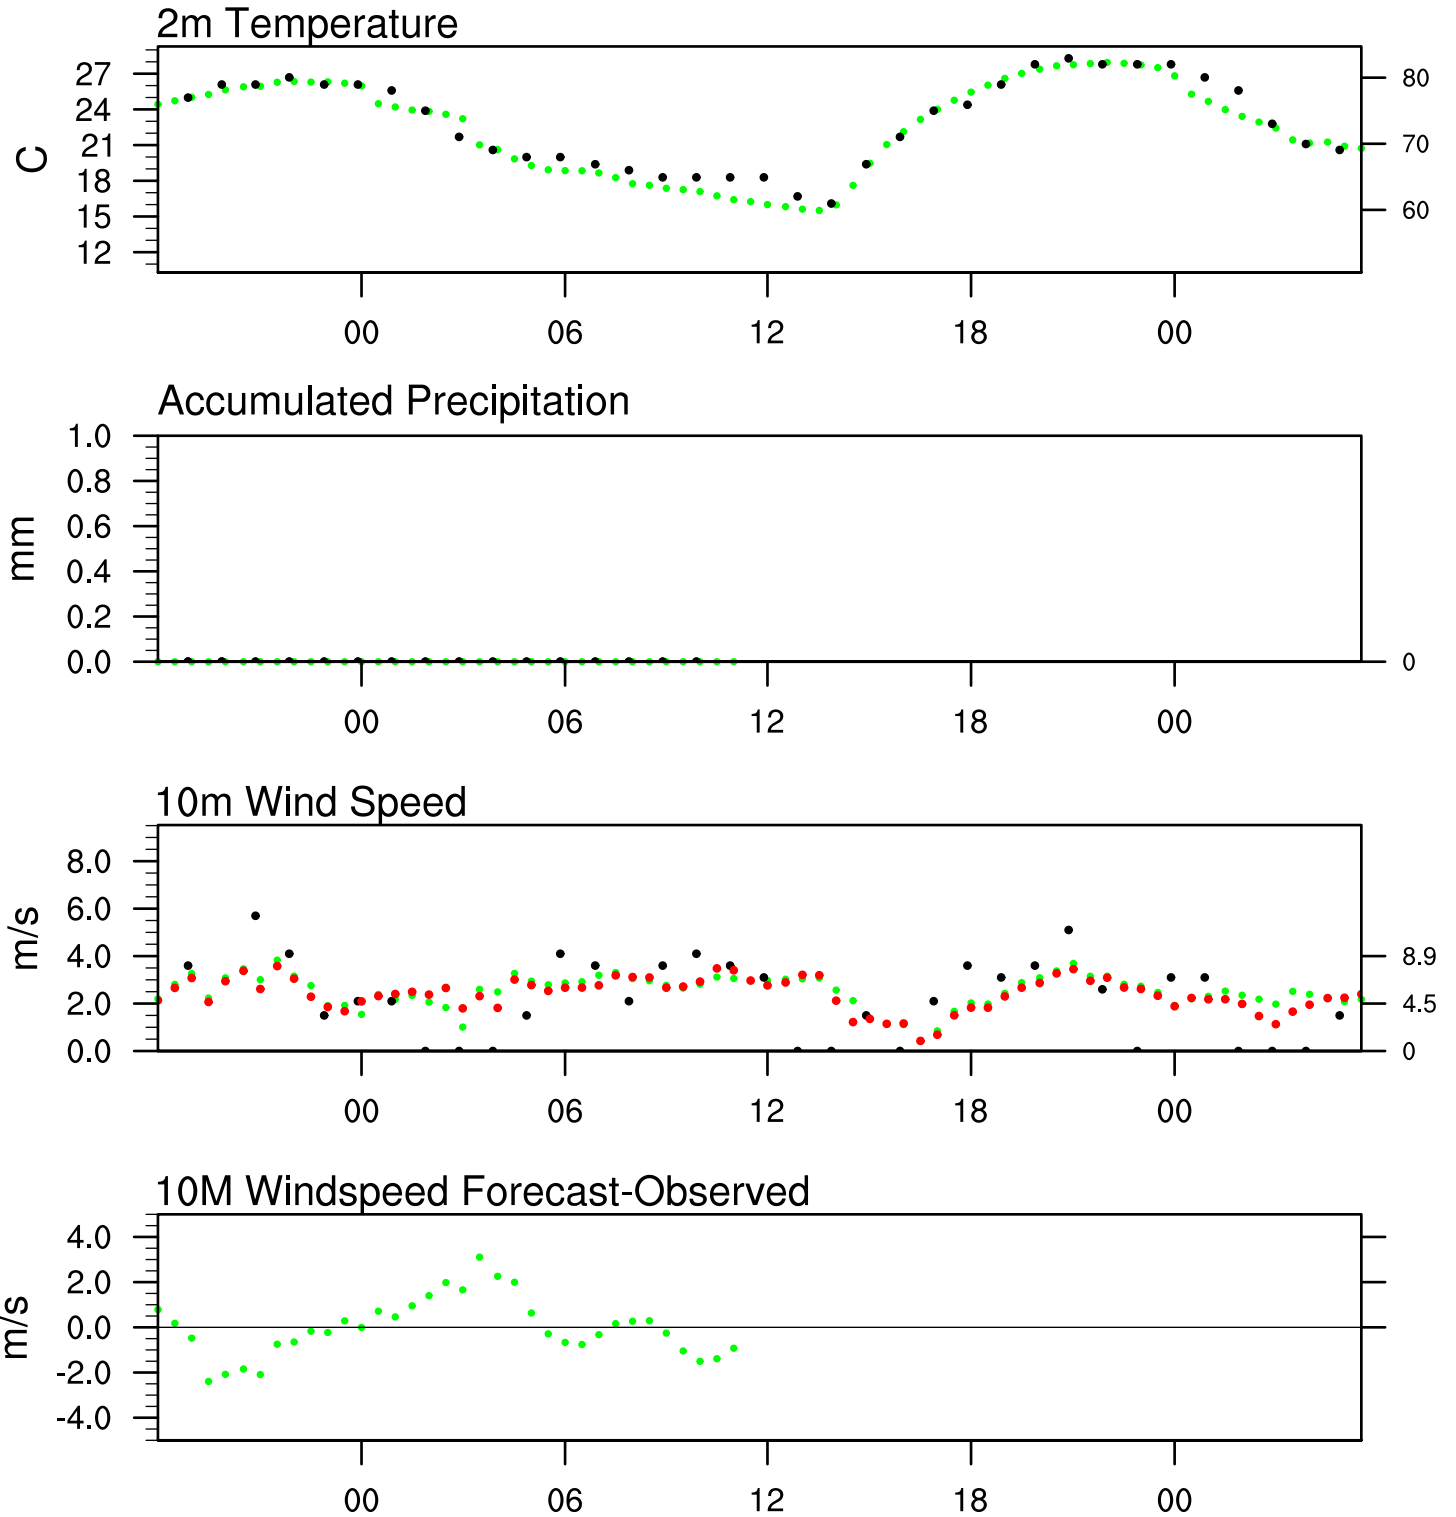 2m Temperature
27
24
21
18
15
12
C
80
70
60
00 06 12 18 00
Accumulated Precipitation
1.0
0.8
0.6
0.4
0.2
0.0
mm
0
00 06 12 18 00
10m Wind Speed
8.0
6.0
4.0
2.0
0.0
m/s
8.9
4.5
0
00 06 12 18 00
10M Windspeed Forecast-Observed
4.0
2.0
0.0
-2.0
-4.0
m/s
00 06 12 18 00